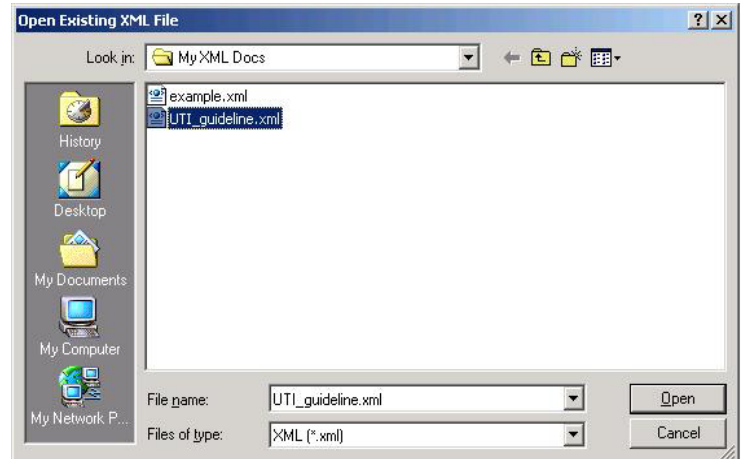 Open Existing XML File
Look in: My XML Docs
example.xml
UTI_guideline.xml
History
Desktop
My Documents
My Computer
My Network P...
File name: UTI_guideline.xml Open
Files of type: XML (*.xml) Cancel